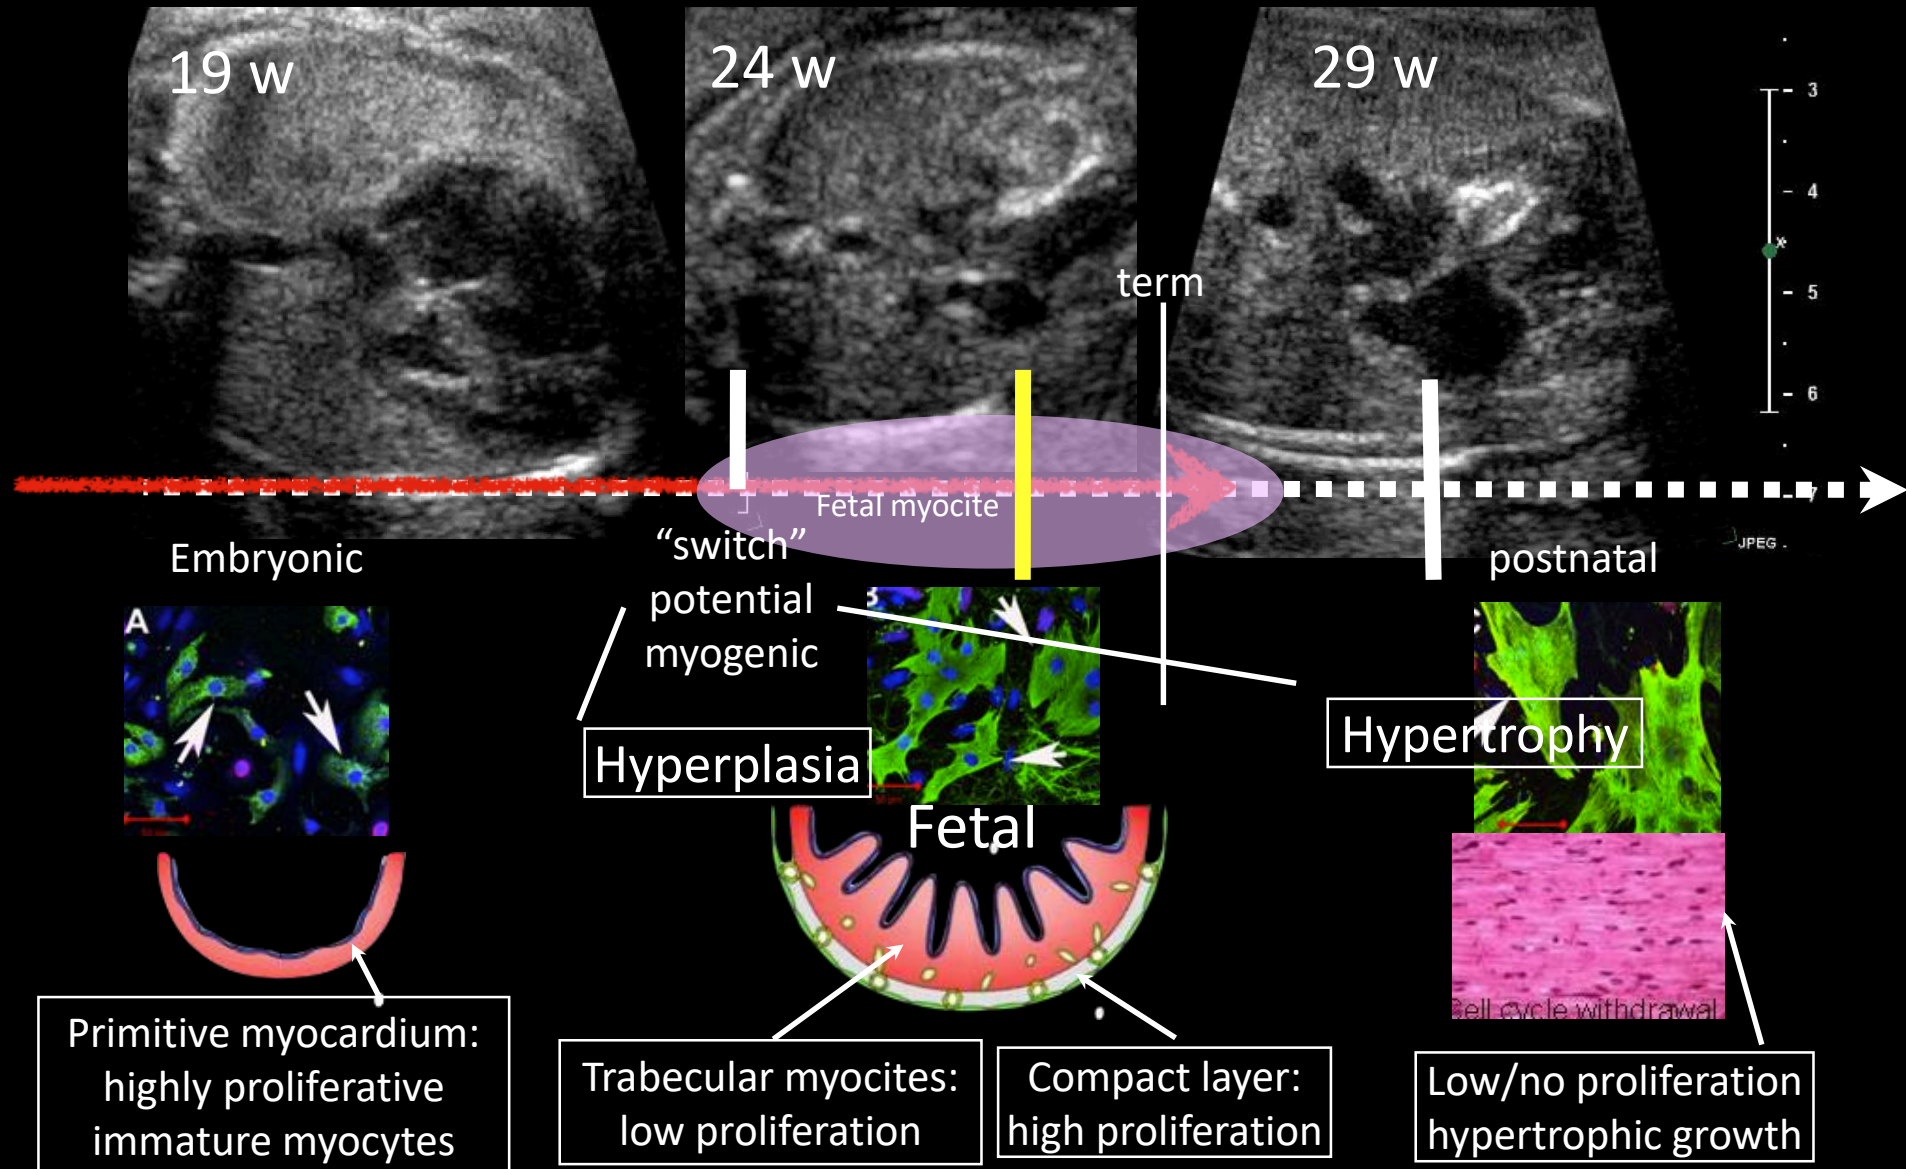 19 w
24 w
29 w
3
4
X
5
6
7
term
Fetal myocite
JPEG
Embryonic
"switch"
potential
myogenic
postnatal
A
Hyperplasia
Hypertrophy
Fetal
cycle withdrawal
Primitive myocardium:
highly proliferative
immature myocytes
Trabecular myocites:
low proliferation
Compact layer:
high proliferation
Low/no proliferation
hypertrophic growth